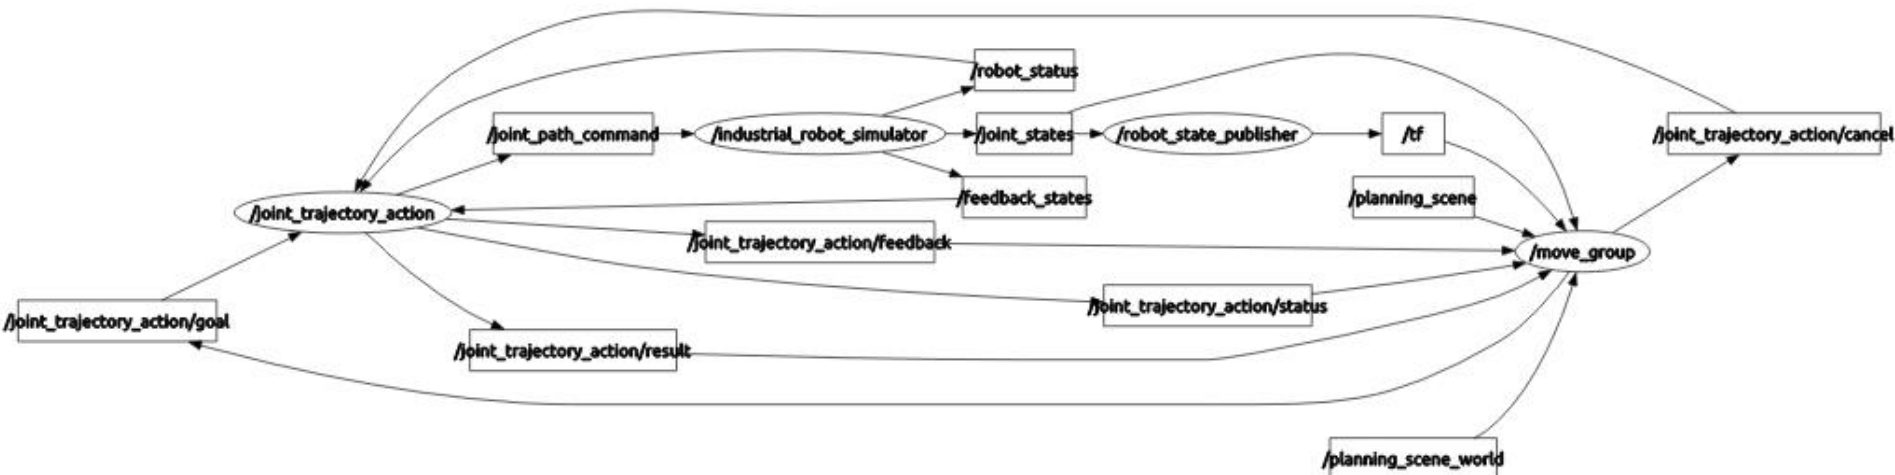 /robot_status
/joint_path_command
/industrial_robot_simulator
/joint_states
/robot_state_publisher
/tf
/joint_trajectory_action/cancel
/joint_trajectory_action
/feedback_states
/planning_scene
/joint_trajectory_action/feedback
/move_group
/joint_trajectory_action/goal
/joint_trajectory_action/status
/joint_trajectory_action/result
/planning_scene_world